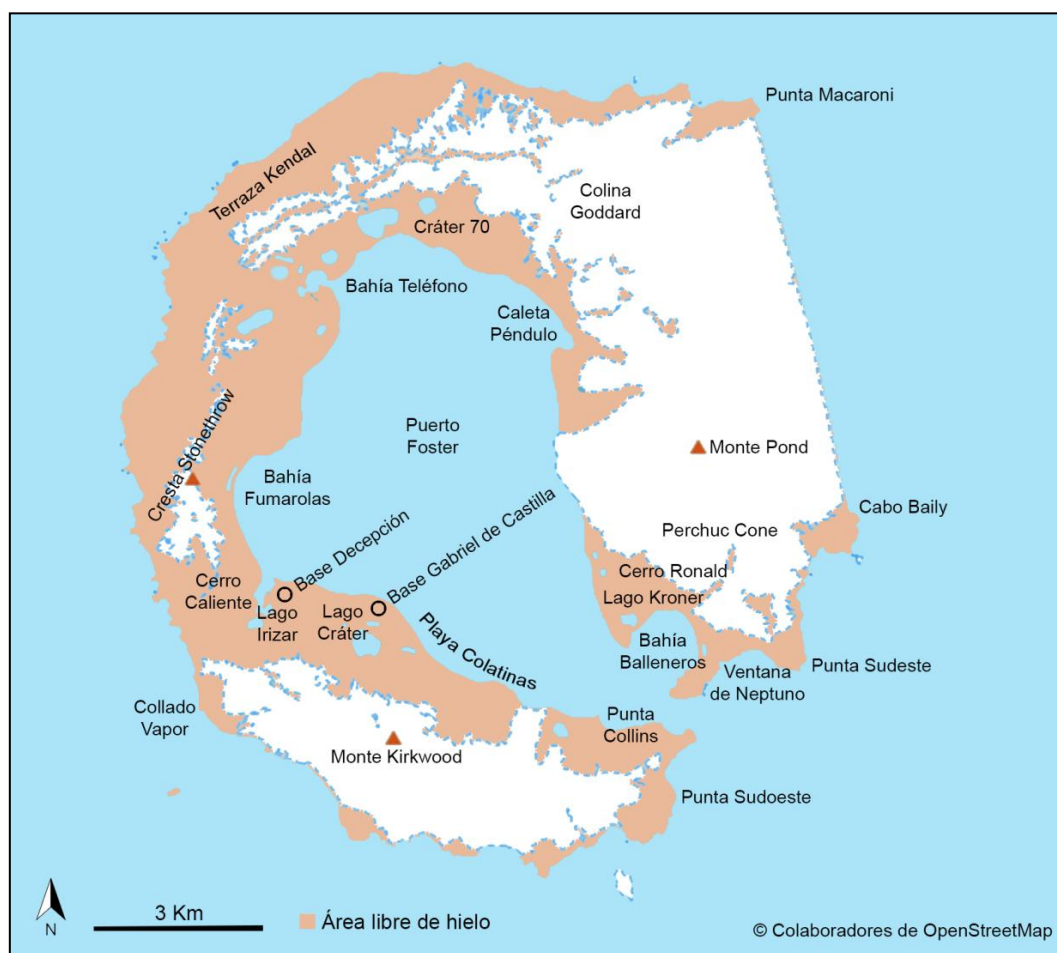 Punta Macaroni
Terraza Kendal
Colina
Goddard
Cráter 70
Bahía Teléfono
Caleta
Péndulo
Cresta Stonethrow
Puerto
Foster
Monte Pond
Bahía
Fumarolas
Cabo Baily
Base Decepción
Base Gabriel de Castilla
Perchuc Cone
Cerro
Caliente
Cerro Ronald
Lago
Irizar
Lago
Cráter
Lago Kroner
Playa Colatinas
Bahía
Balleneros
Ventana
de Neptuno
Punta Sudeste
Collado
Vapor
Punta
Collins
Monte Kirkwood
Punta Sudoeste
N
3 Km
Área libre de hielo
© Colaboradores de OpenStreetMap